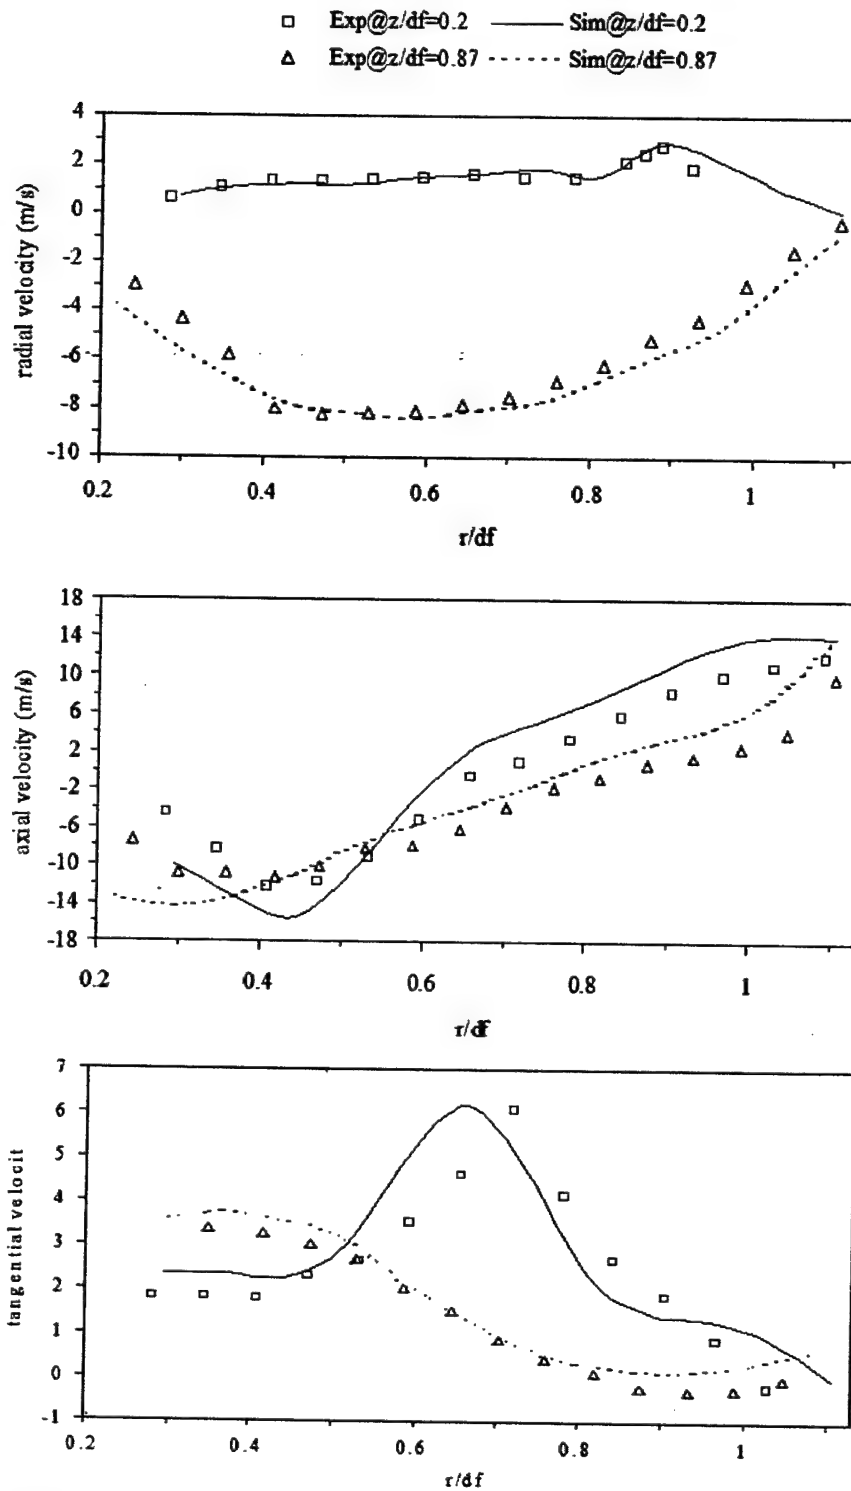 Exp@z/df=0.2 Sim@z/df=0.2
Exp@z/df=0.87 Sim@z/df=0.87
4
2
0
-2
-4
-6
-8
-10
radial velocity (m/s)
0.2 0.4 0.6 0.8 1
r/df
18
14
10
6
2
-2
-6
-10
-14
-18
axial velocity (m/s)
0.2 0.4 0.6 0.8 1
r/df
7
6
5
4
3
2
1
0
-1
tangential velocit
0.2 0.4 0.6 0.8 1
r/df